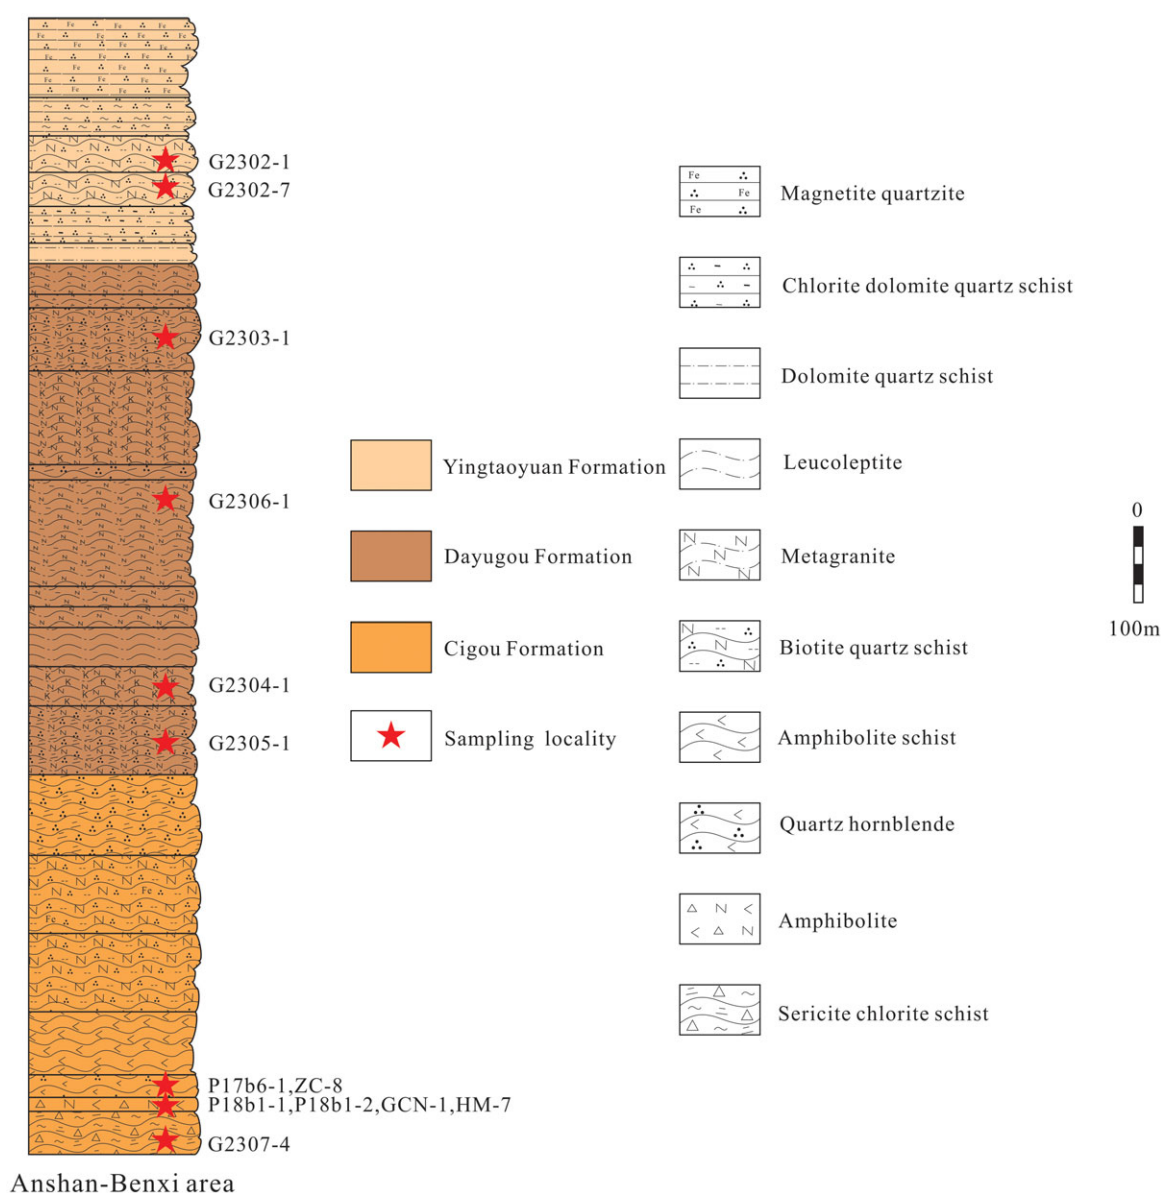 G2302-1
G2302-7
G2303-1
G2306-1
G2304-1
G2305-1
P17b6-1,ZC-8
P18b1-1,P18b1-2,GCN-1,HM-7
G2307-4
Anshan-Benxi area
Yingtaoyuan Formation
Dayugou Formation
Cigou Formation
Sampling locality
Fe
Fe
Fe
Magnetite quartzite
Chlorite dolomite quartz schist
Dolomite quartz schist
Leucoleptite
N N
N
N N
Metagranite
N
N
N
Biotite quartz schist
Amphibolite schist
Quartz hornblende
N
N
Amphibolite
Sericite chlorite schist
0
100m